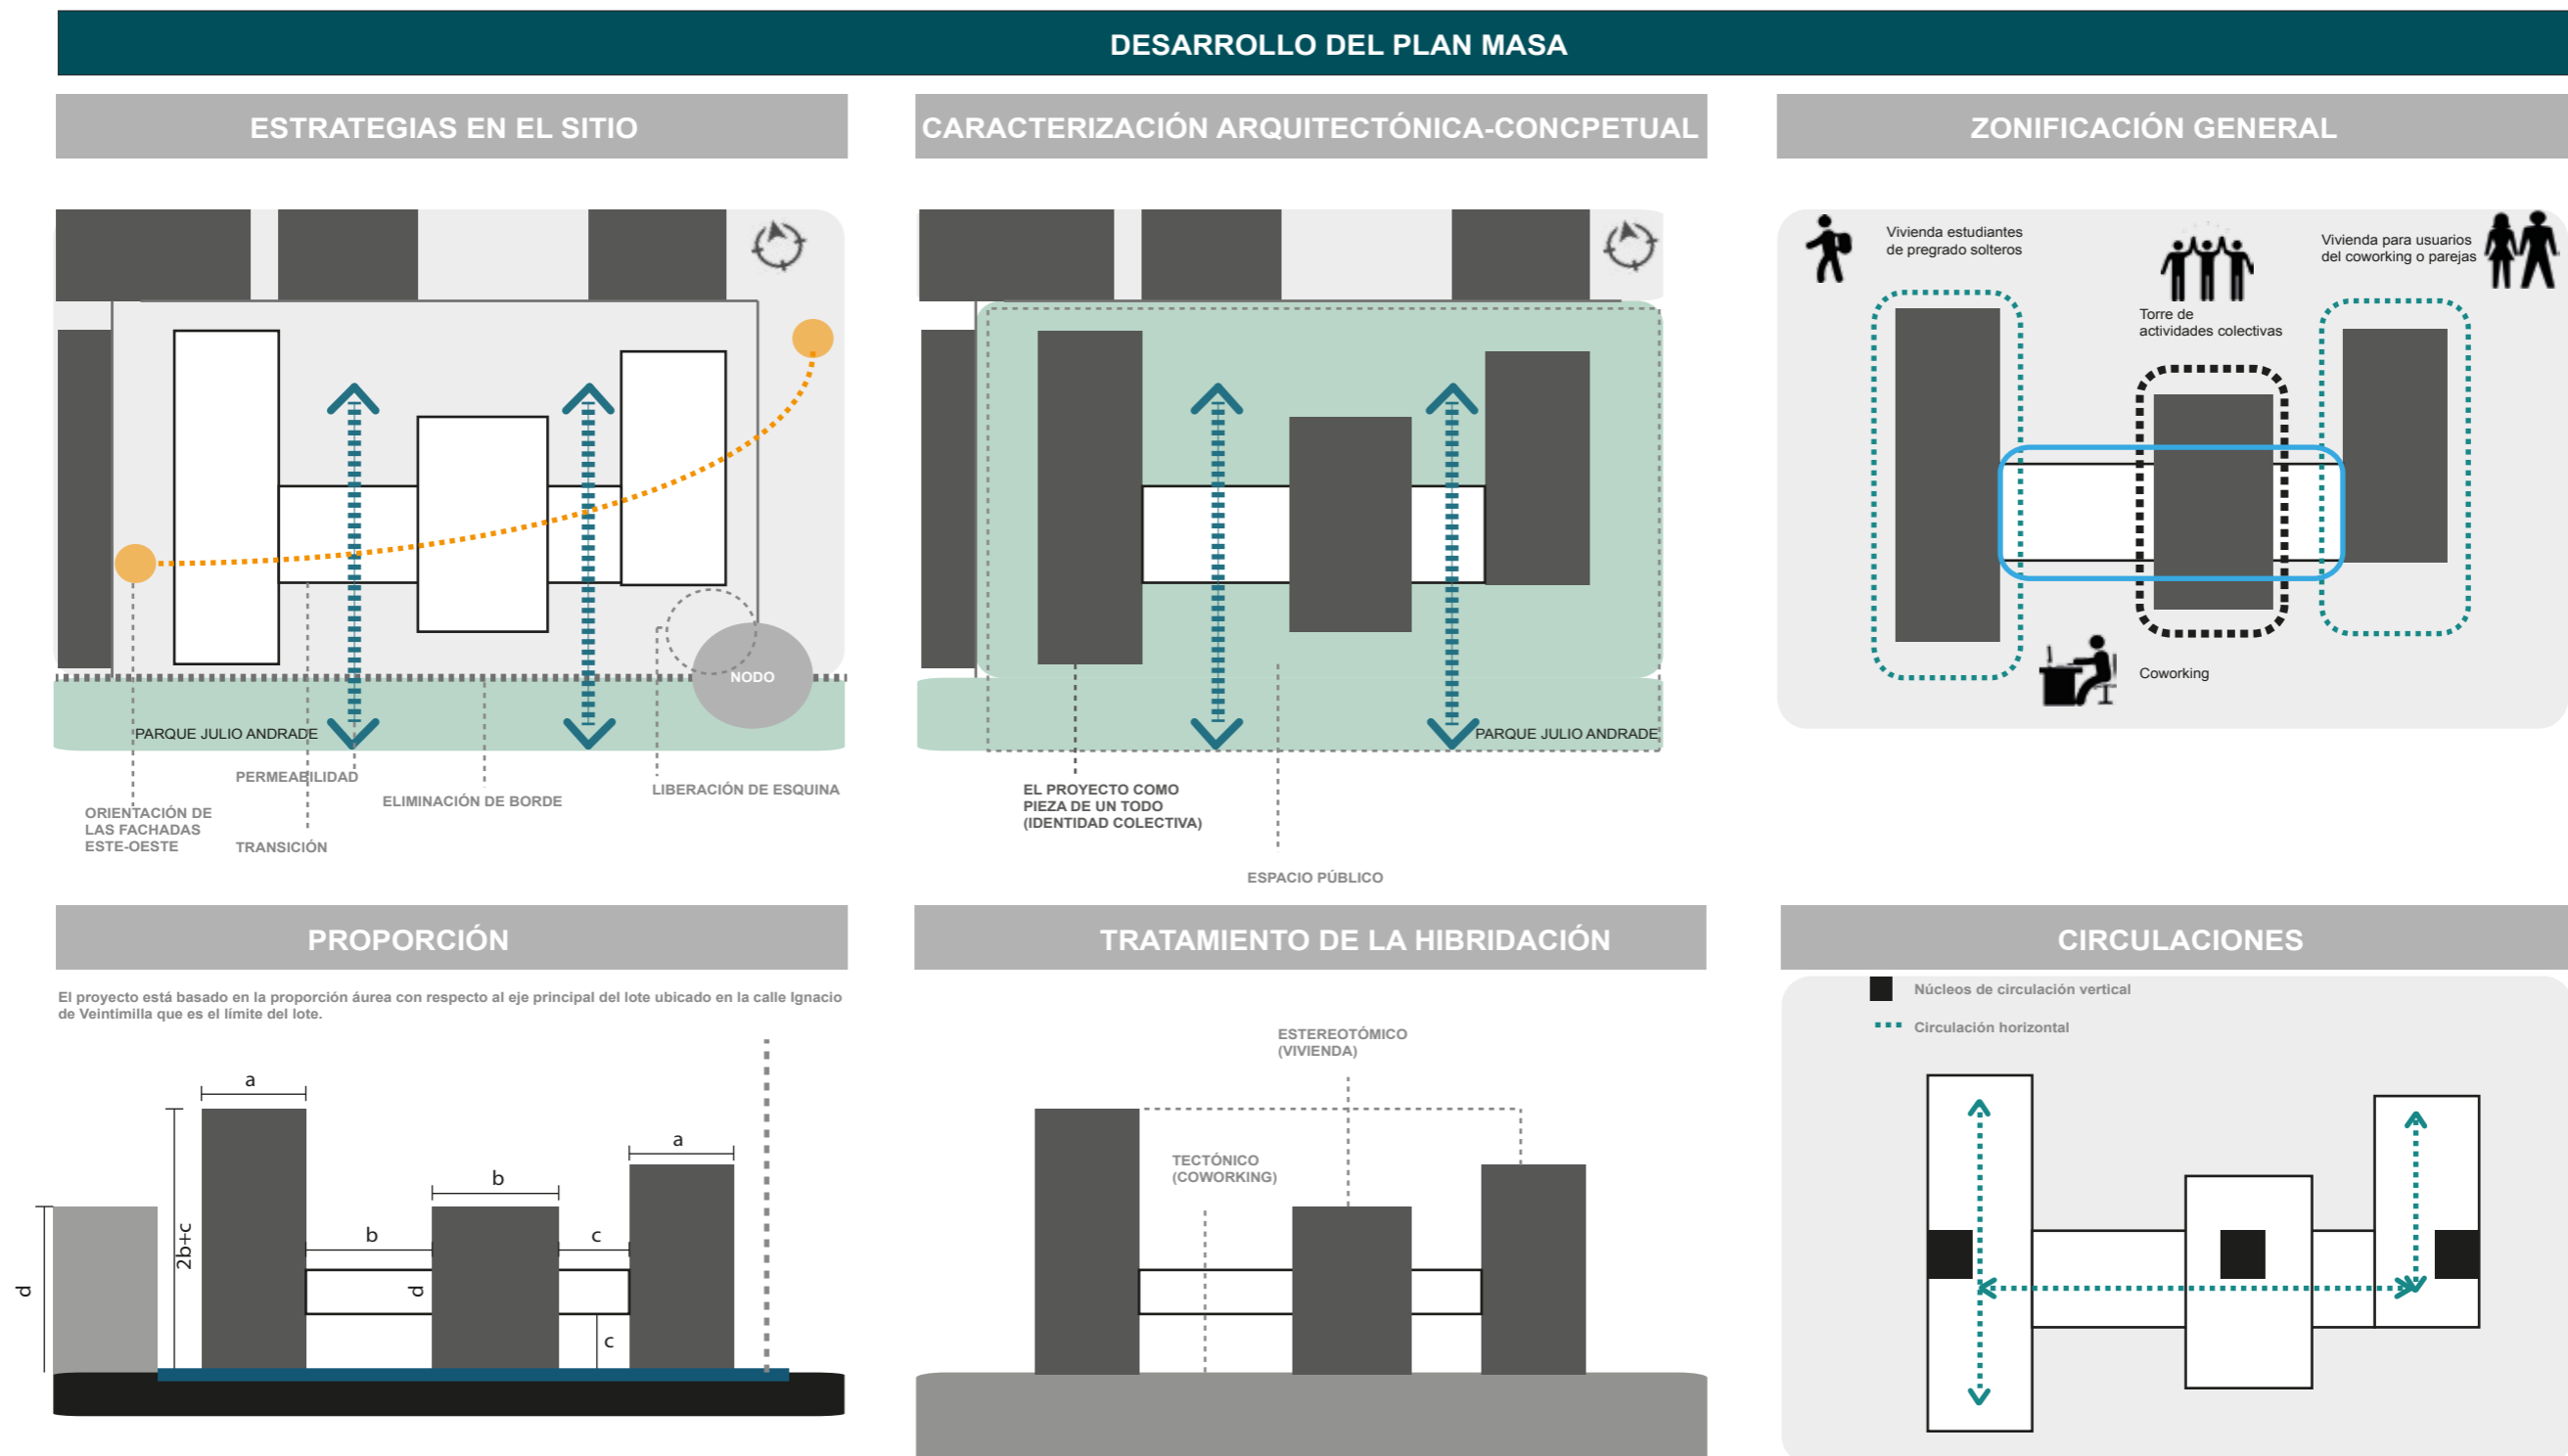 DESARROLLO DEL PLAN MASA
ESTRATEGIAS EN EL SITIO
NODO
PARQUE JULIO ANDRADE
PERMEABILIDAD
ELIMINACIÓN DE BORDE
LIBERACIÓN DE ESQUINA
ORIENTACIÓN DE
LAS FACHADAS
ESTE-OESTE
TRANSICIÓN
CARACTERIZACIÓN ARQUITECTÓNICA-CONCPETUAL
PARQUE JULIO ANDRADE
EL PROYECTO COMO
PIEZA DE UN TODO
(IDENTIDAD COLECTIVA)
ESPACIO PÚBLICO
ZONIFICACIÓN GENERAL
Vivienda estudiantes
de pregrado solteros
Torre de
actividades colectivas
Vivienda para usuarios
del coworking o parejas
Coworking
PROPORCIÓN
El proyecto está basado en la proporción áurea con respecto al eje principal del lote ubicado en la calle Ignacio
de Veintimilla que es el límite del lote.
a
a
b
b
c
2b+c
d
d
c
TRATAMIENTO DE LA HIBRIDACIÓN
ESTEREOTÓMICO
(VIVIENDA)
TECTÓNICO
(COWORKING)
CIRCULACIONES
Núcleos de circulación vertical
Circulación horizontal